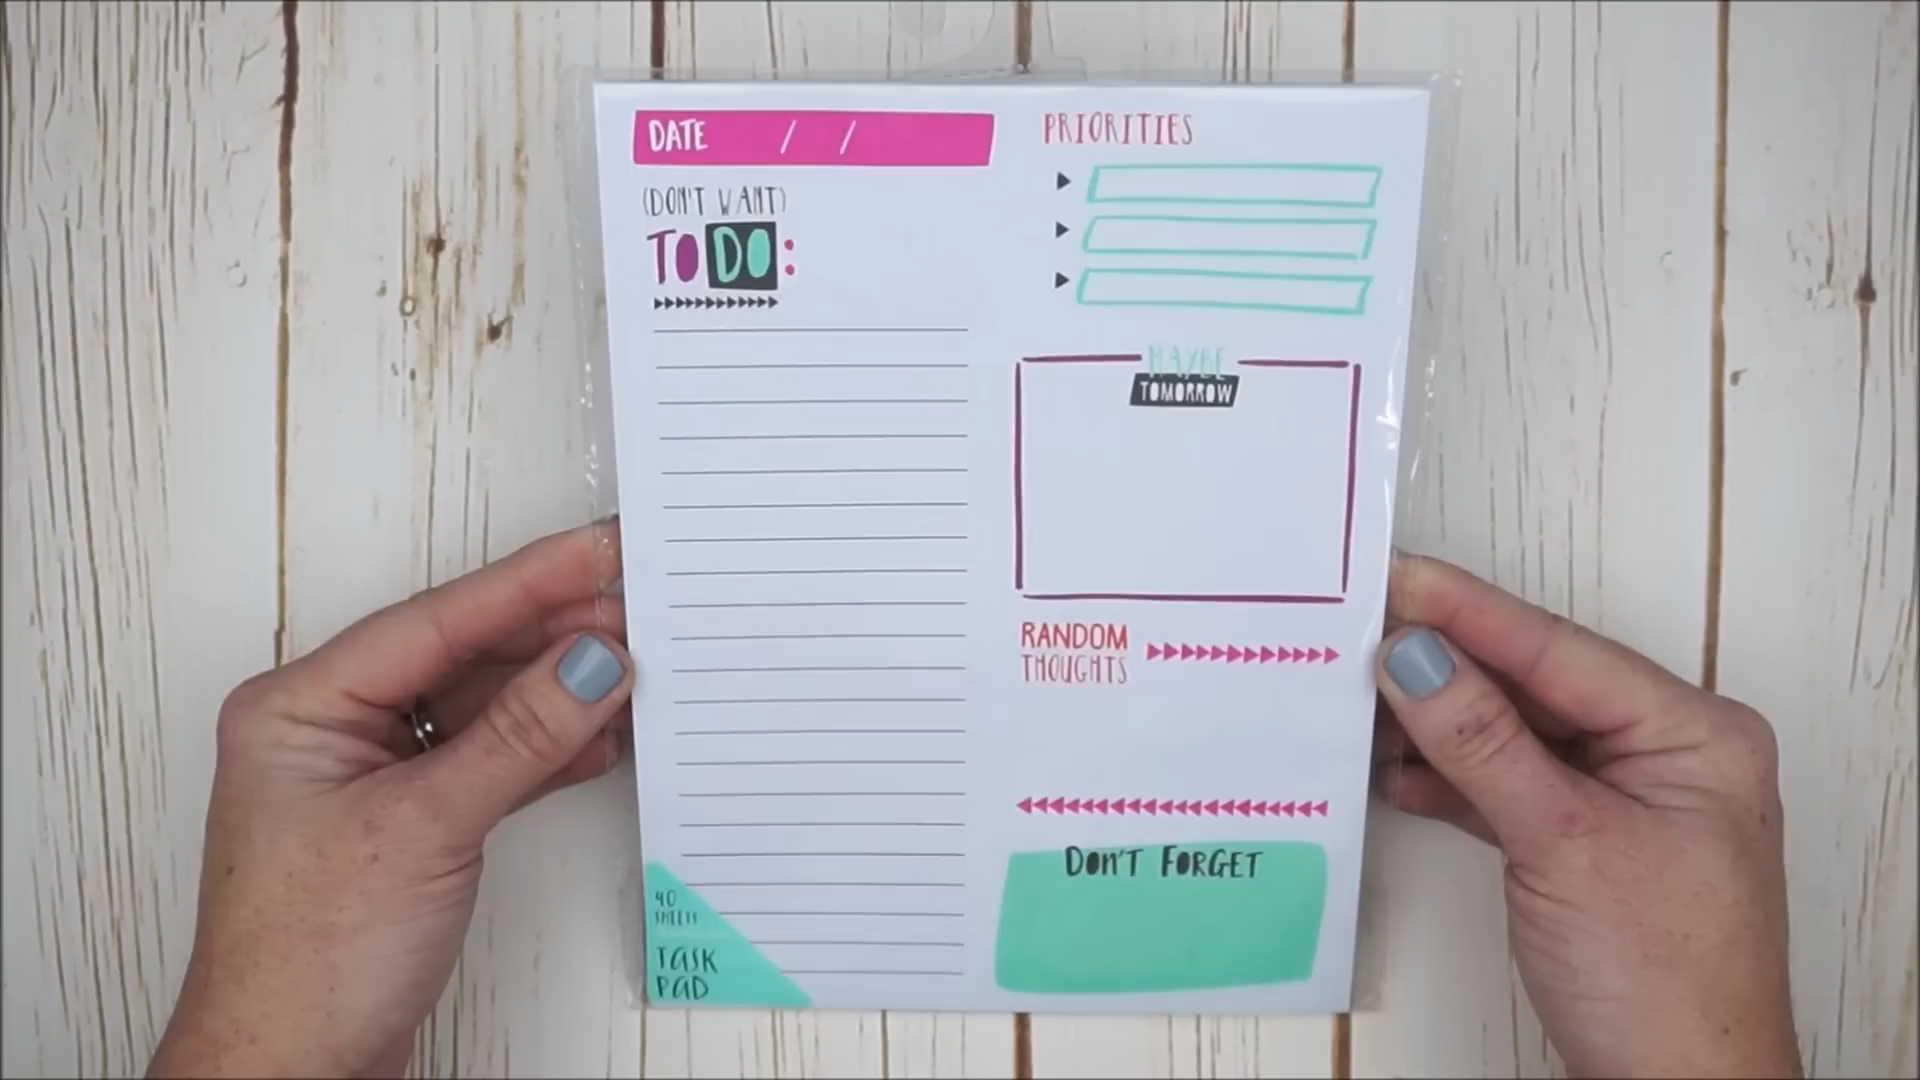 DATE / /
(DON'T WANT)
TO DO:
40
SHEETS
TASK
PAD
PRIORITIES
MAYBE
TOMORROW
RANDOM
THOUGHTS
DON'T FORGET